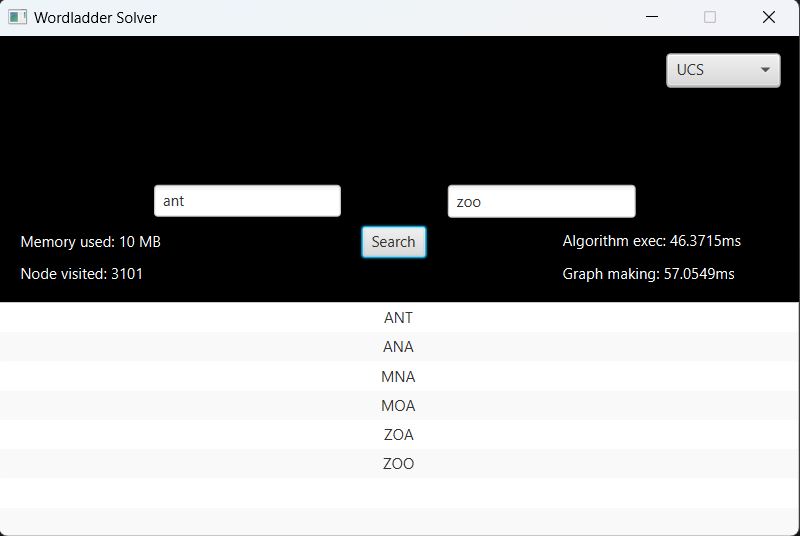 Wordladder Solver
UCS
ant
zoo
Memory used: 10 MB
Search
Algorithm exec: 46.3715ms
Node visited: 3101
Graph making: 57.0549ms
ANT
ANA
MNA
MOA
ZOA
ZOO